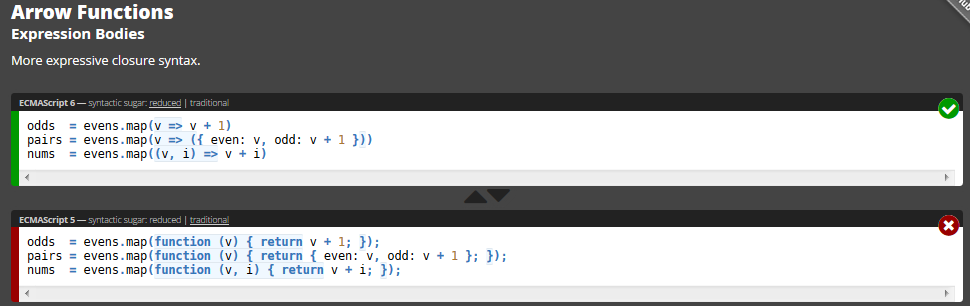 Arrow Functions
Expression Bodies
More expressive closure syntax.
ECMAScript 6 — syntactic sugar: reduced | traditional
odds  = evens.map(v => v + 1)
pairs = evens.map(v => ({ even: v, odd: v + 1 }))
nums  = evens.map((v, i) => v + i)
ECMAScript 5 — syntactic sugar: reduced | traditional
odds  = evens.map(function (v) { return v + 1; });
pairs = evens.map(function (v) { return { even: v, odd: v + 1 }; });
nums  = evens.map(function (v, i) { return v + i; });